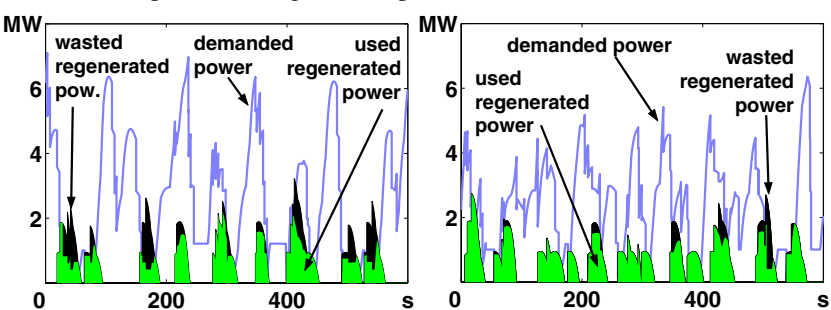 MW
6
4
2
0
200
400
s
wasted
regenerated
pow.
demanded
power
used
regenerated
power
MW
6
4
2
0
200
400
s
demanded power
used
regenerated
power
wasted
regenerated
power